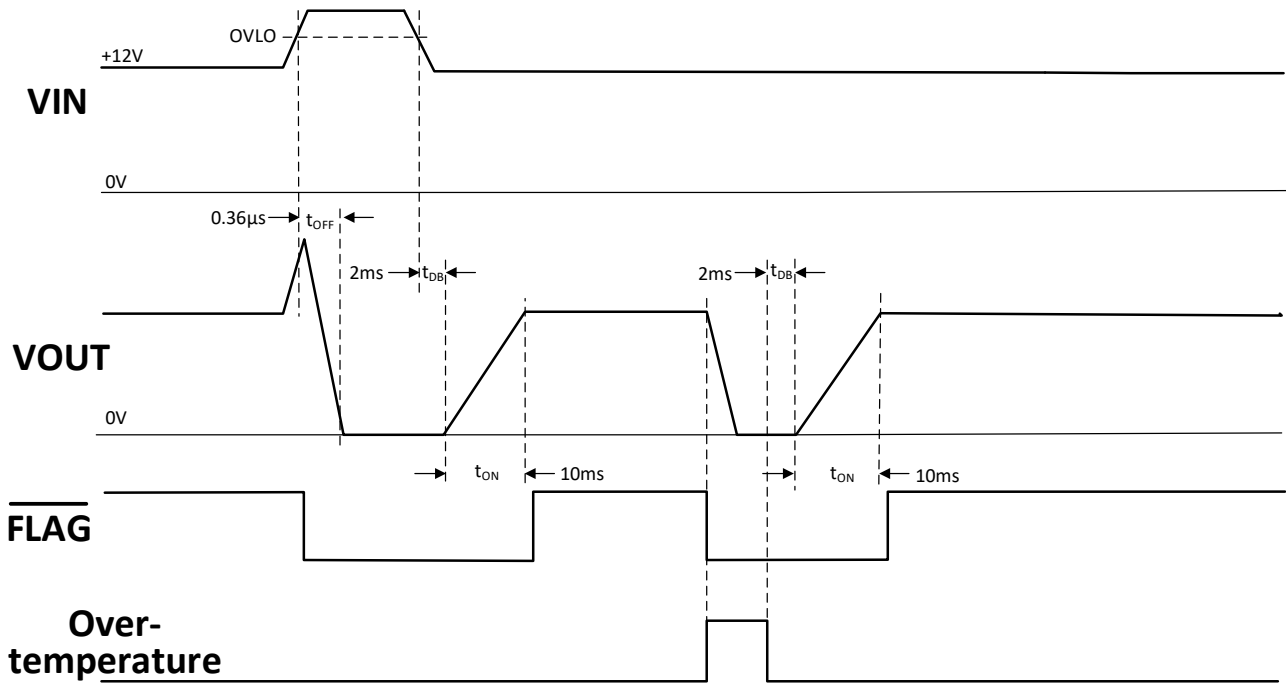 OVLO
+12V
VIN
0V
0.36µs
tOFF
2ms
tDB
2ms
tDB
VOUT
0V
tON
10ms
tON
10ms
FLAG
Over-
temperature